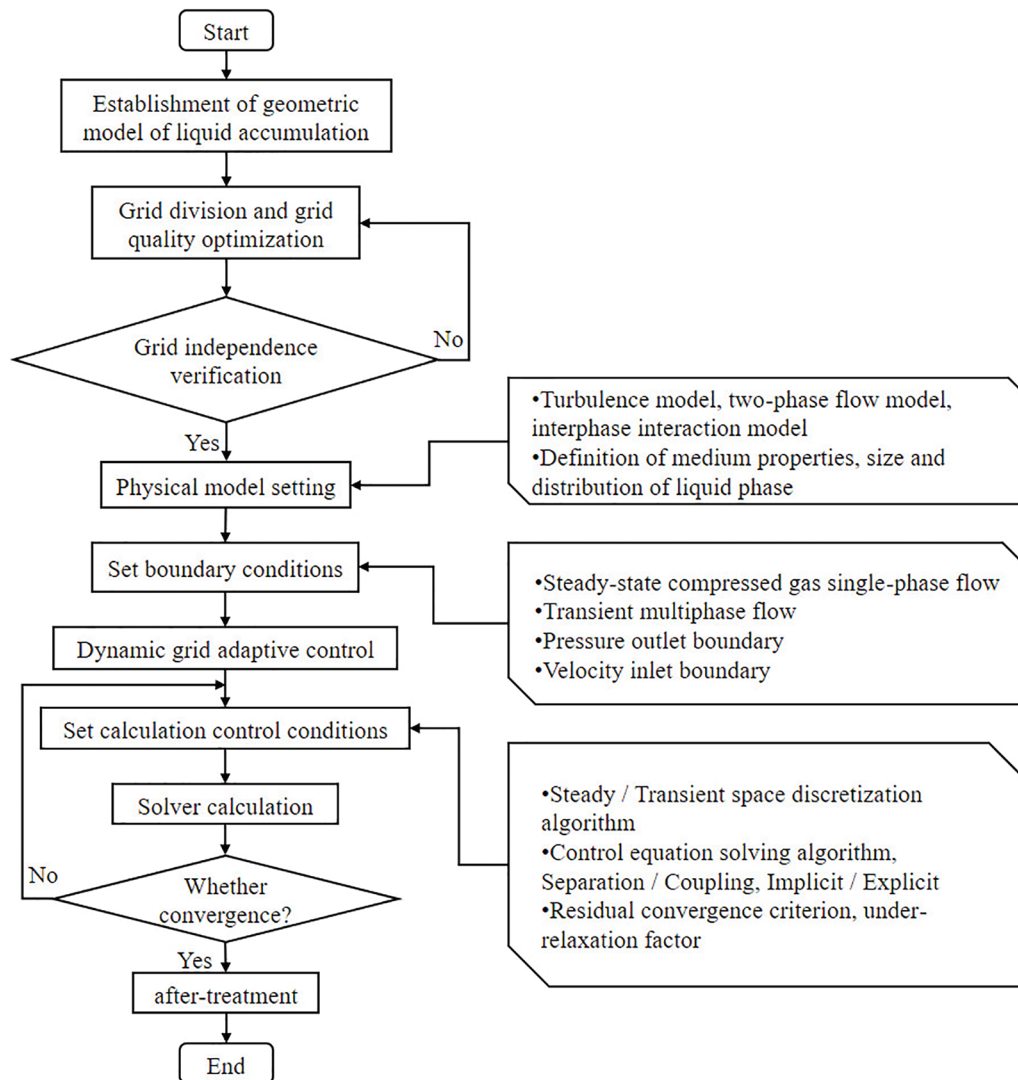 Start
Establishment of geometric
model of liquid accumulation
Grid division and grid
quality optimization
Grid independence
verification
No
Yes
Physical model setting
•Turbulence model, two-phase flow model,
interphase interaction model
•Definition of medium properties, size and
distribution of liquid phase
Set boundary conditions
•Steady-state compressed gas single-phase flow
•Transient multiphase flow
•Pressure outlet boundary
•Velocity inlet boundary
Dynamic grid adaptive control
Set calculation control conditions
•Steady / Transient space discretization
algorithm
•Control equation solving algorithm,
Separation / Coupling, Implicit / Explicit
•Residual convergence criterion, under-
relaxation factor
Solver calculation
Whether
convergence?
No
Yes
after-treatment
End